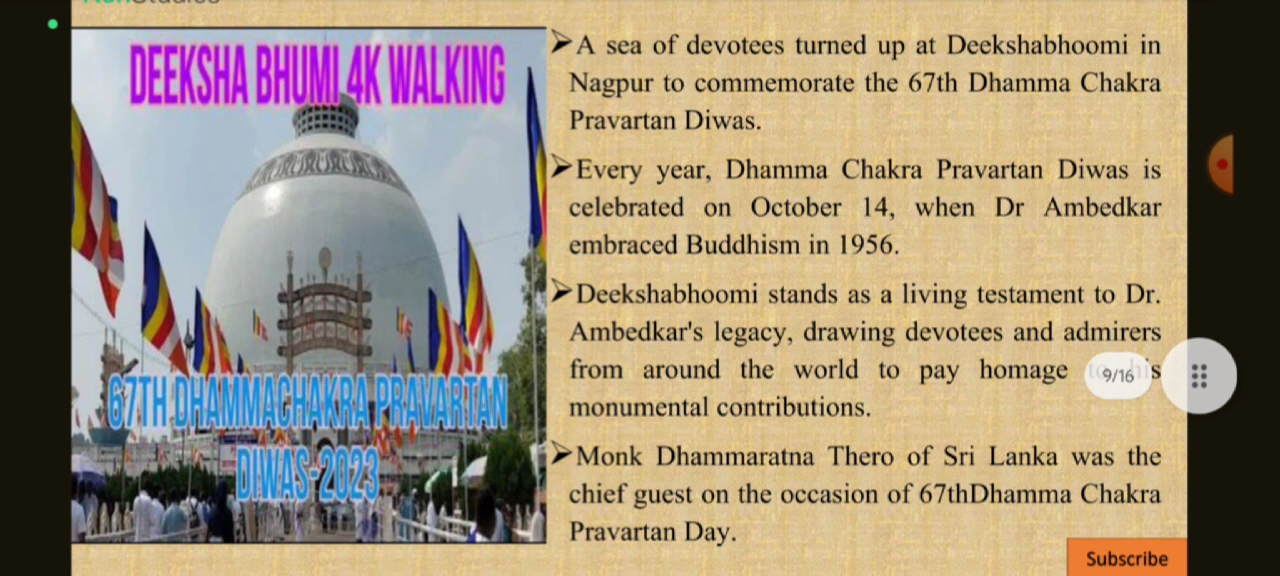 DEEKSHA BHUMI 4K WALKING
67TH DHAMMACHAKRA PRAVARTAN
DIWAS-2023
➢A sea of devotees turned up at Deekshabhoomi in
Nagpur to commemorate the 67th Dhamma Chakra
Pravartan Diwas.
➢Every year, Dhamma Chakra Pravartan Diwas is
celebrated on October 14, when Dr Ambedkar
embraced Buddhism in 1956.
➢Deekshabhoomi stands as a living testament to Dr.
Ambedkar's legacy, drawing devotees and admirers
from around the world to pay homage
9/16
monumental contributions.
➢Monk Dhammaratna Thero of Sri Lanka was the
chief guest on the occasion of 67thDhamma Chakra
Pravartan Day.
Subscribe